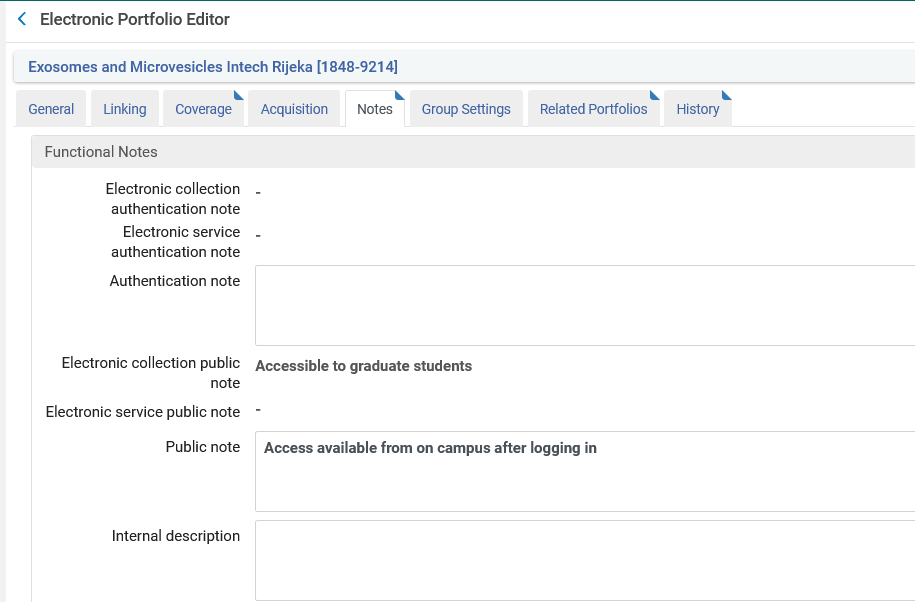 Electronic Portfolio Editor
Exosomes and Microvesicles Intech Rijeka [1848-9214]
General Linking Coverage Acquisition Notes Group Settings Related Portfolios History
Functional Notes
Electronic collection
authentication note
-
Electronic service
authentication note
-
Authentication note
Electronic collection public
note
Accessible to graduate students
Electronic service public note -
Public note
Access available from on campus after logging in
Internal description